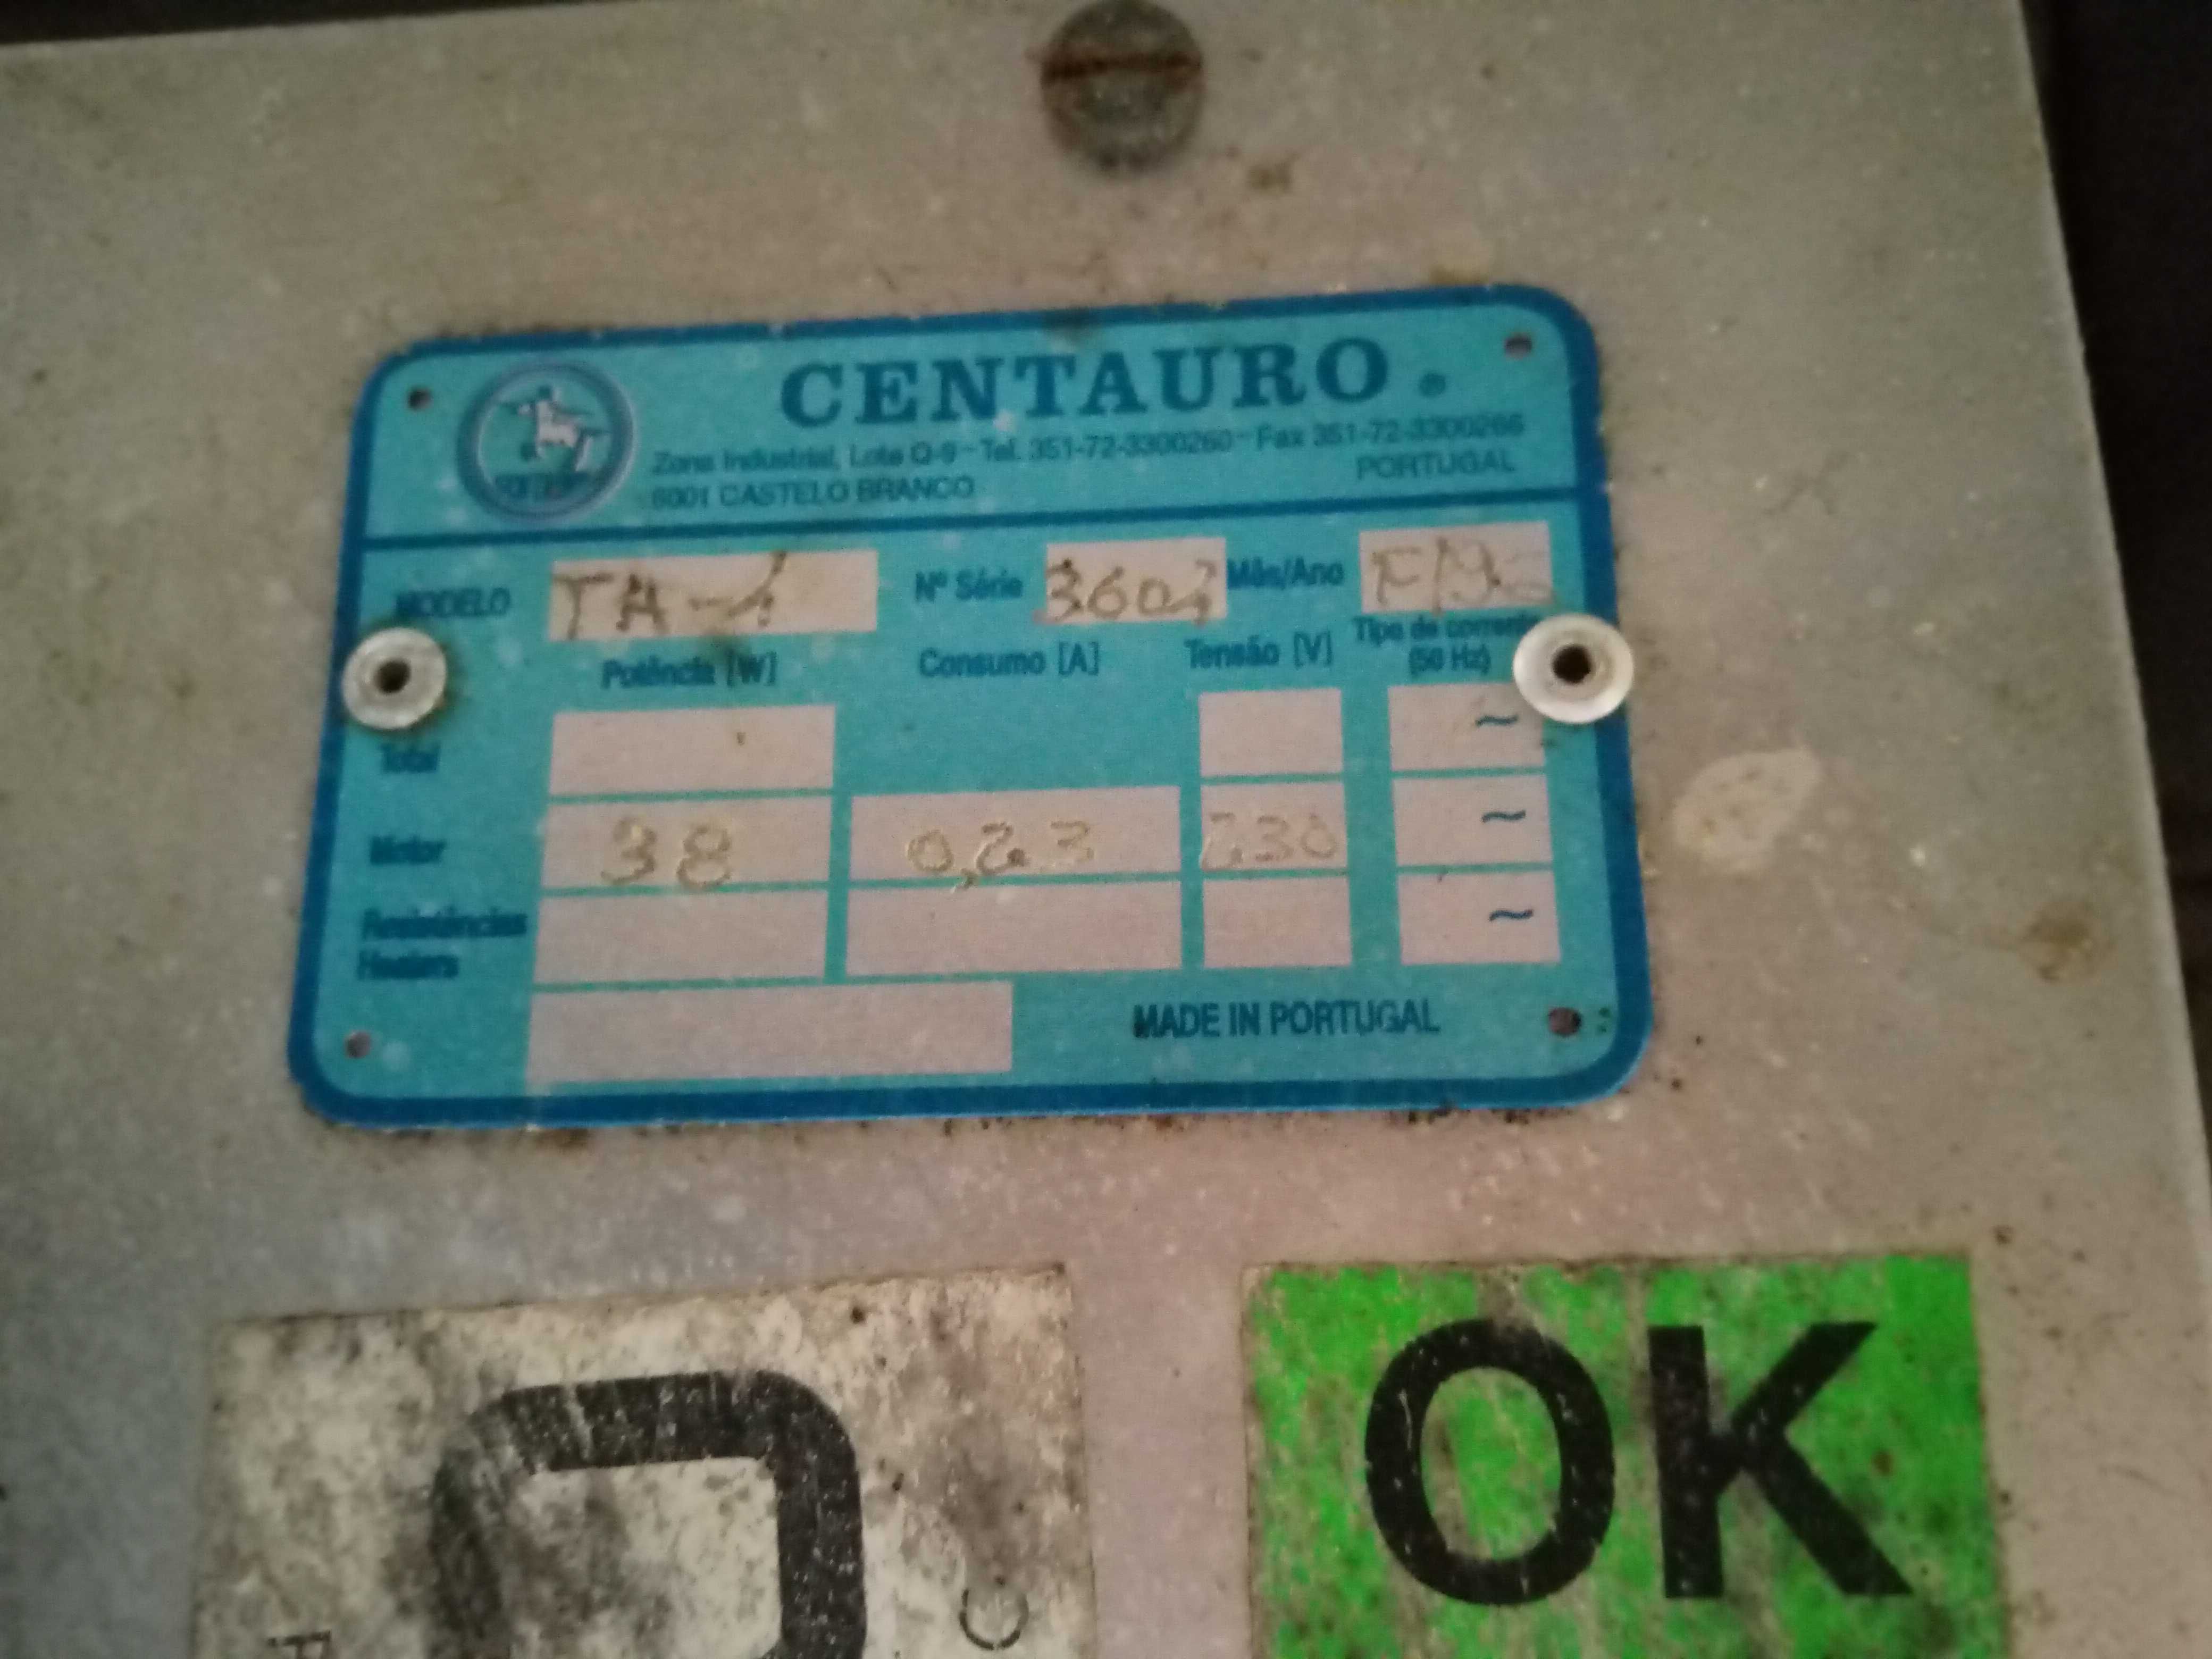 CENTAURO
Zona Industrial, Lote Q-9 - Tel. 351-72-3300260 - Fax 351-72-3300266
6001 CASTELO BRANCO PORTUGAL
MODELO TA-1 Nº Série Mês/Ano
Potência [W] Consumo [A] Tensão [V] Tipo de corrente
(50 Hz)
Total ~
Motor 38 0,23 230 ~
Resistências ~
Heaters
MADE IN PORTUGAL
OK